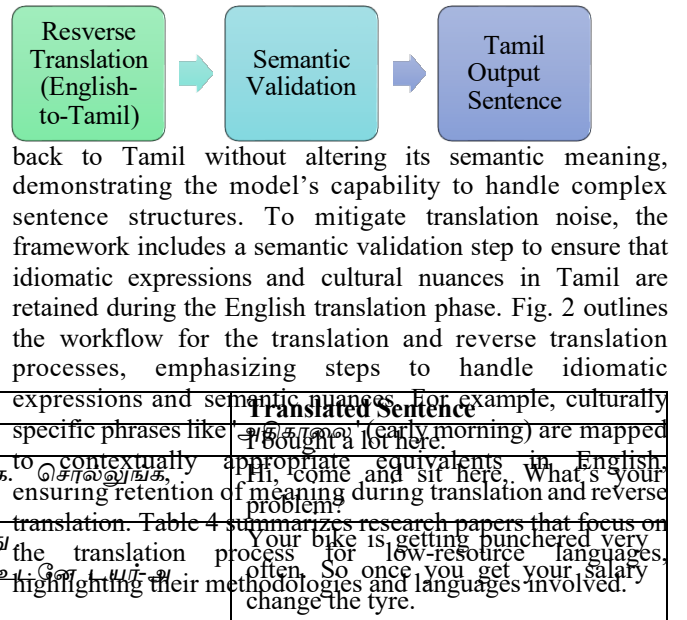 Resverse
Translation
(English-
to-Tamil)
Semantic
Validation
Tamil
Output
Sentence
back to Tamil without altering its semantic meaning,
demonstrating the model's capability to handle complex
sentence structures. To mitigate translation noise, the
framework includes a semantic validation step to ensure that
idiomatic expressions and cultural nuances in Tamil are
retained during the English translation phase. Fig. 2 outlines
the workflow for the translation and reverse translation
processes, emphasizing steps to handle idiomatic
expressions and semantic nuances. For example, culturally
specific phrases like 'அதிகாலை' (early morning) are mapped
to contextually appropriate equivalents in English,
ensuring retention of meaning during translation and reverse
translation. Table 4 summarizes research papers that focus on
the translation process for low-resource languages,
highlighting their methodologies and languages involved.
Translated Sentence
I bought a lot here.
சொல்லுங்க,
Hi, come and sit here. What's your
problem?
Your bike is getting punchered very
often. So once you get your salary
change the tyre.